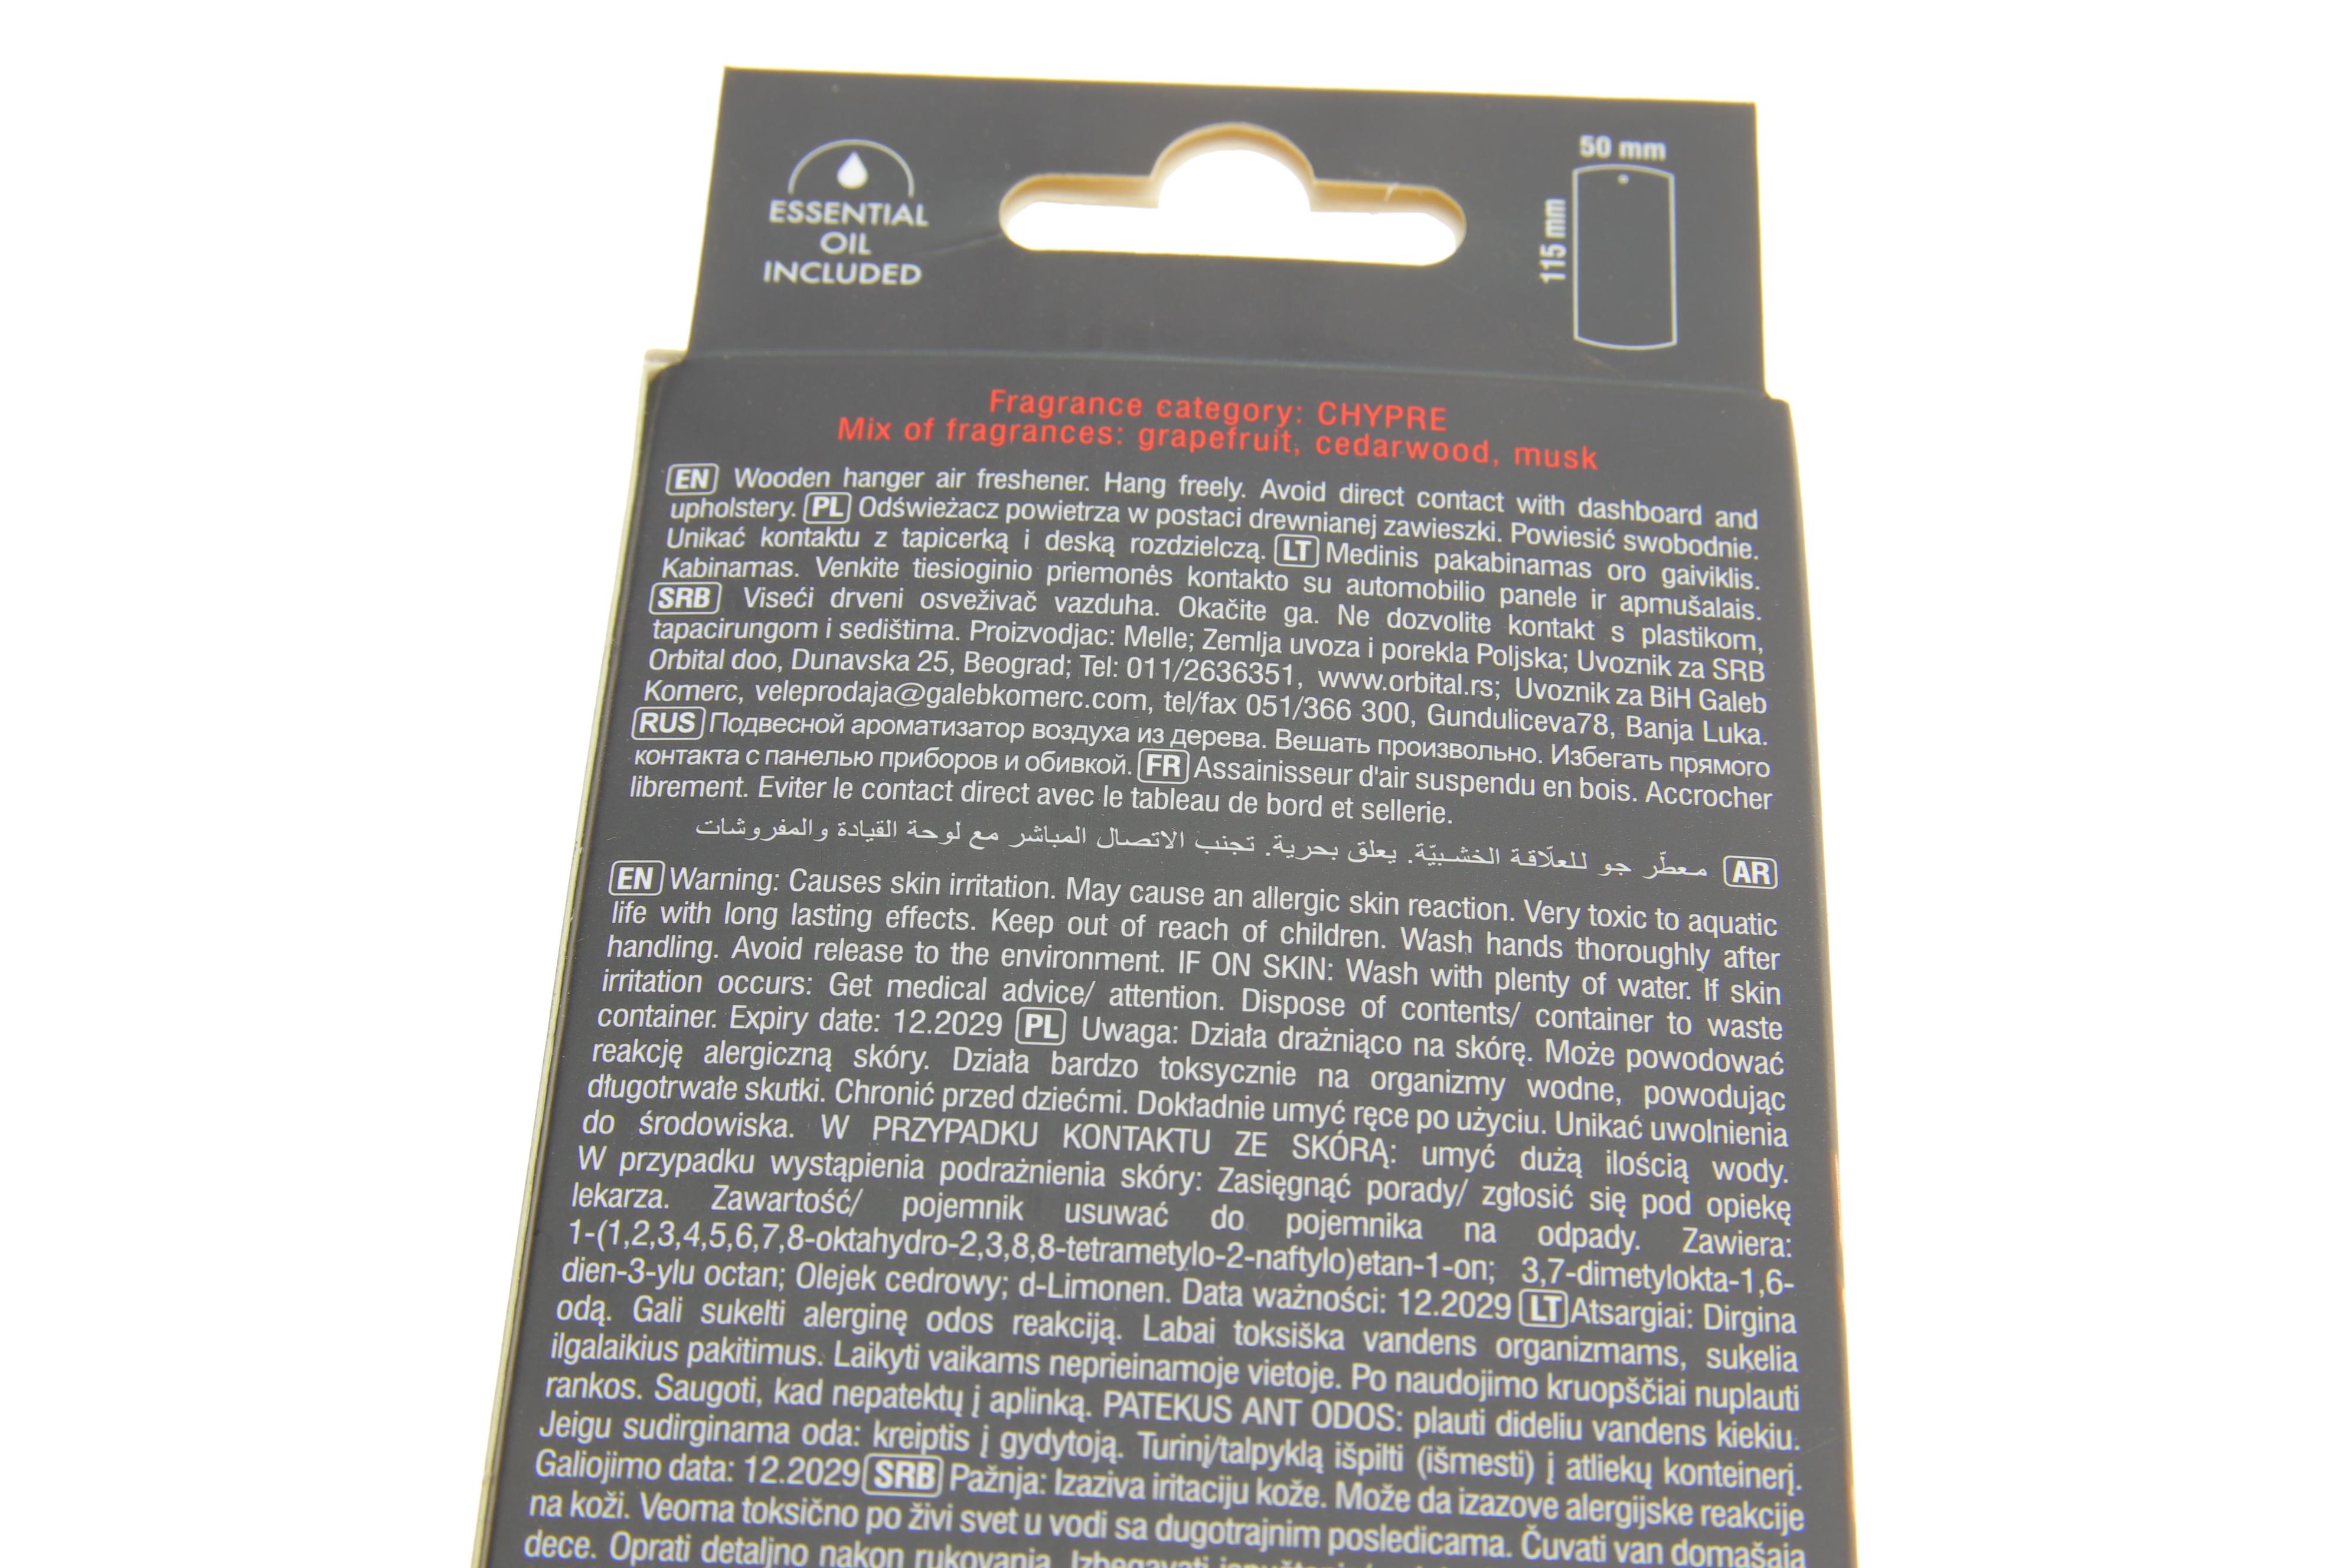 ESSENTIAL
OIL
INCLUDED
50 mm
115 mm
Fragrance category: CHYPRE
Mix of fragrances: grapefruit, cedarwood, musk
EN Wooden hanger air freshener. Hang freely. Avoid direct contact with dashboard and
upholstery. PL Odświeżacz powietrza w postaci drewnianej zawieszki. Powiesić swobodnie.
Unikać kontaktu z tapicerką i deską rozdzielczą. LT Medinis pakabinamas oro gaiviklis.
Kabinamas. Venkite tiesioginio priemonės kontakto su automobilio panele ir apmušalais.
SRB Viseći drveni osveživač vazduha. Okačite ga. Ne dozvolite kontakt s plastikom,
tapacirungom i sedištima. Proizvodjac: Melle; Zemlja uvoza i porekla Poljska; Uvoznik za SRB
Orbital doo, Dunavska 25, Beograd; Tel: 011/2636351, www.orbital.rs; Uvoznik za BiH Galeb
Komerc, veleprodaja@galebkomerc.com, tel/fax 051/366 300, Gunduliceva78, Banja Luka.
RUS Подвесной ароматизатор воздуха из дерева. Вешать произвольно. Избегать прямого
контакта с панелью приборов и обивкой. FR Assainisseur d'air suspendu en bois. Accrocher
librement. Eviter le contact direct avec le tableau de bord et sellerie.
AR معطّر جو للعلّاقة الخشبيّة. يعلق بحرية. تجنب الاتصال المباشر مع لوحة القيادة والمفروشات
EN Warning: Causes skin irritation. May cause an allergic skin reaction. Very toxic to aquatic
life with long lasting effects. Keep out of reach of children. Wash hands thoroughly after
handling. Avoid release to the environment. IF ON SKIN: Wash with plenty of water. If skin
irritation occurs: Get medical advice/ attention. Dispose of contents/ container to waste
container. Expiry date: 12.2029 PL Uwaga: Działa drażniąco na skórę. Może powodować
reakcję alergiczną skóry. Działa bardzo toksycznie na organizmy wodne, powodując
długotrwałe skutki. Chronić przed dziećmi. Dokładnie umyć ręce po użyciu. Unikać uwolnienia
do środowiska. W PRZYPADKU KONTAKTU ZE SKÓRĄ: umyć dużą ilością wody.
W przypadku wystąpienia podrażnienia skóry: Zasięgnąć porady/ zgłosić się pod opiekę
lekarza. Zawartość/ pojemnik usuwać do pojemnika na odpady. Zawiera:
1-(1,2,3,4,5,6,7,8-oktahydro-2,3,8,8-tetrametylo-2-naftylo)etan-1-on; 3,7-dimetylokta-1,6-
dien-3-ylu octan; Olejek cedrowy; d-Limonen. Data ważności: 12.2029 LT Atsargiai: Dirgina
odą. Gali sukelti alerginę odos reakciją. Labai toksiška vandens organizmams, sukelia
ilgalaikius pakitimus. Laikyti vaikams neprieinamoje vietoje. Po naudojimo kruopščiai nuplauti
rankos. Saugoti, kad nepatektų į aplinką. PATEKUS ANT ODOS: plauti dideliu vandens kiekiu.
Jeigu sudirginama oda: kreiptis į gydytoją. Turinį/talpyklą išpilti (išmesti) į atliekų konteinerį.
Galiojimo data: 12.2029 SRB Pažnja: Izaziva iritaciju kože. Može da izazove alergijske reakcije
na koži. Veoma toksično po živi svet u vodi sa dugotrajnim posledicama. Čuvati van domašaja
dece. Oprati detaljno nakon rukovanja. Izbegavati